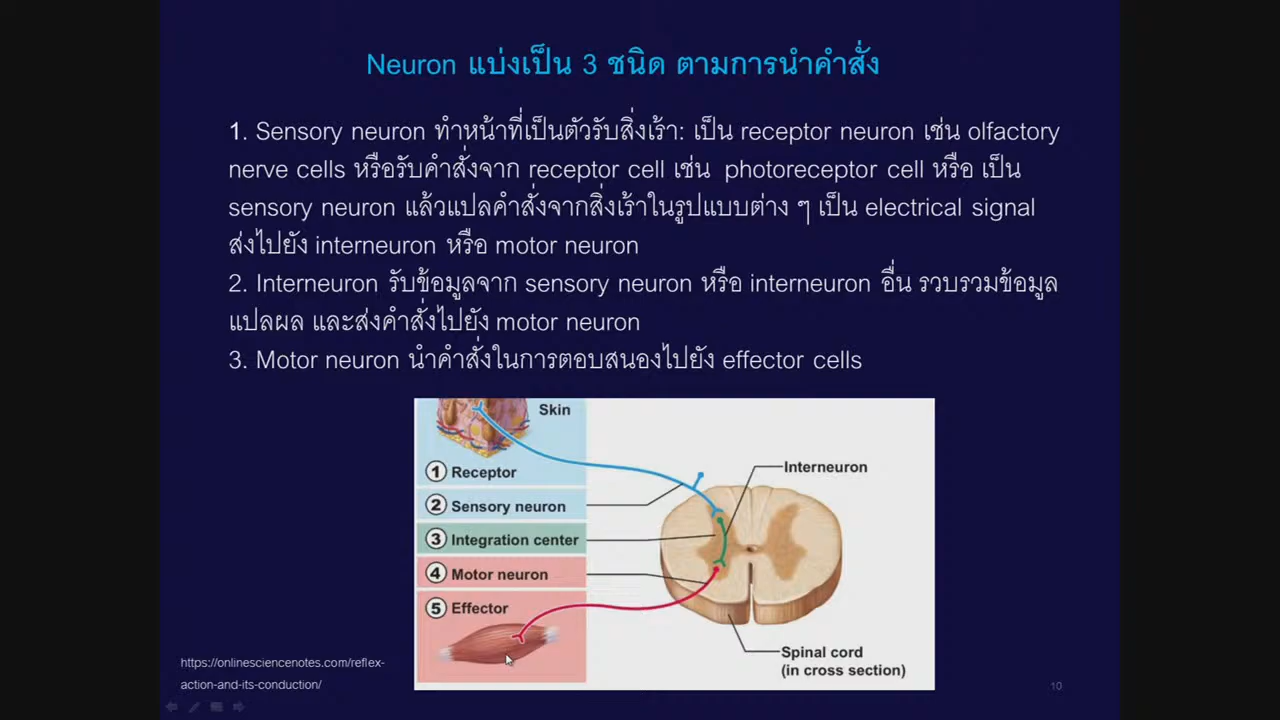 Neuron แบ่งเป็น 3 ชนิด ตามการนำคำสั่ง
1. Sensory neuron ทำหน้าที่เป็นตัวรับสิ่งเร้า: เป็น receptor neuron เช่น olfactory
nerve cells หรือรับคำสั่งจาก receptor cell เช่น photoreceptor cell หรือ เป็น
sensory neuron แล้วแปลคำสั่งจากสิ่งเร้าในรูปแบบต่าง ๆ เป็น electrical signal
ส่งไปยัง interneuron หรือ motor neuron
2. Interneuron รับข้อมูลจาก sensory neuron หรือ interneuron อื่น รวบรวมข้อมูล
แปลผล และส่งคำสั่งไปยัง motor neuron
3. Motor neuron นำคำสั่งในการตอบสนองไปยัง effector cells
Skin
1 Receptor
2 Sensory neuron
3 Integration center
4 Motor neuron
5 Effector
Interneuron
Spinal cord
(in cross section)
https://onlinesciencenotes.com/reflex-
action-and-its-conduction/
10